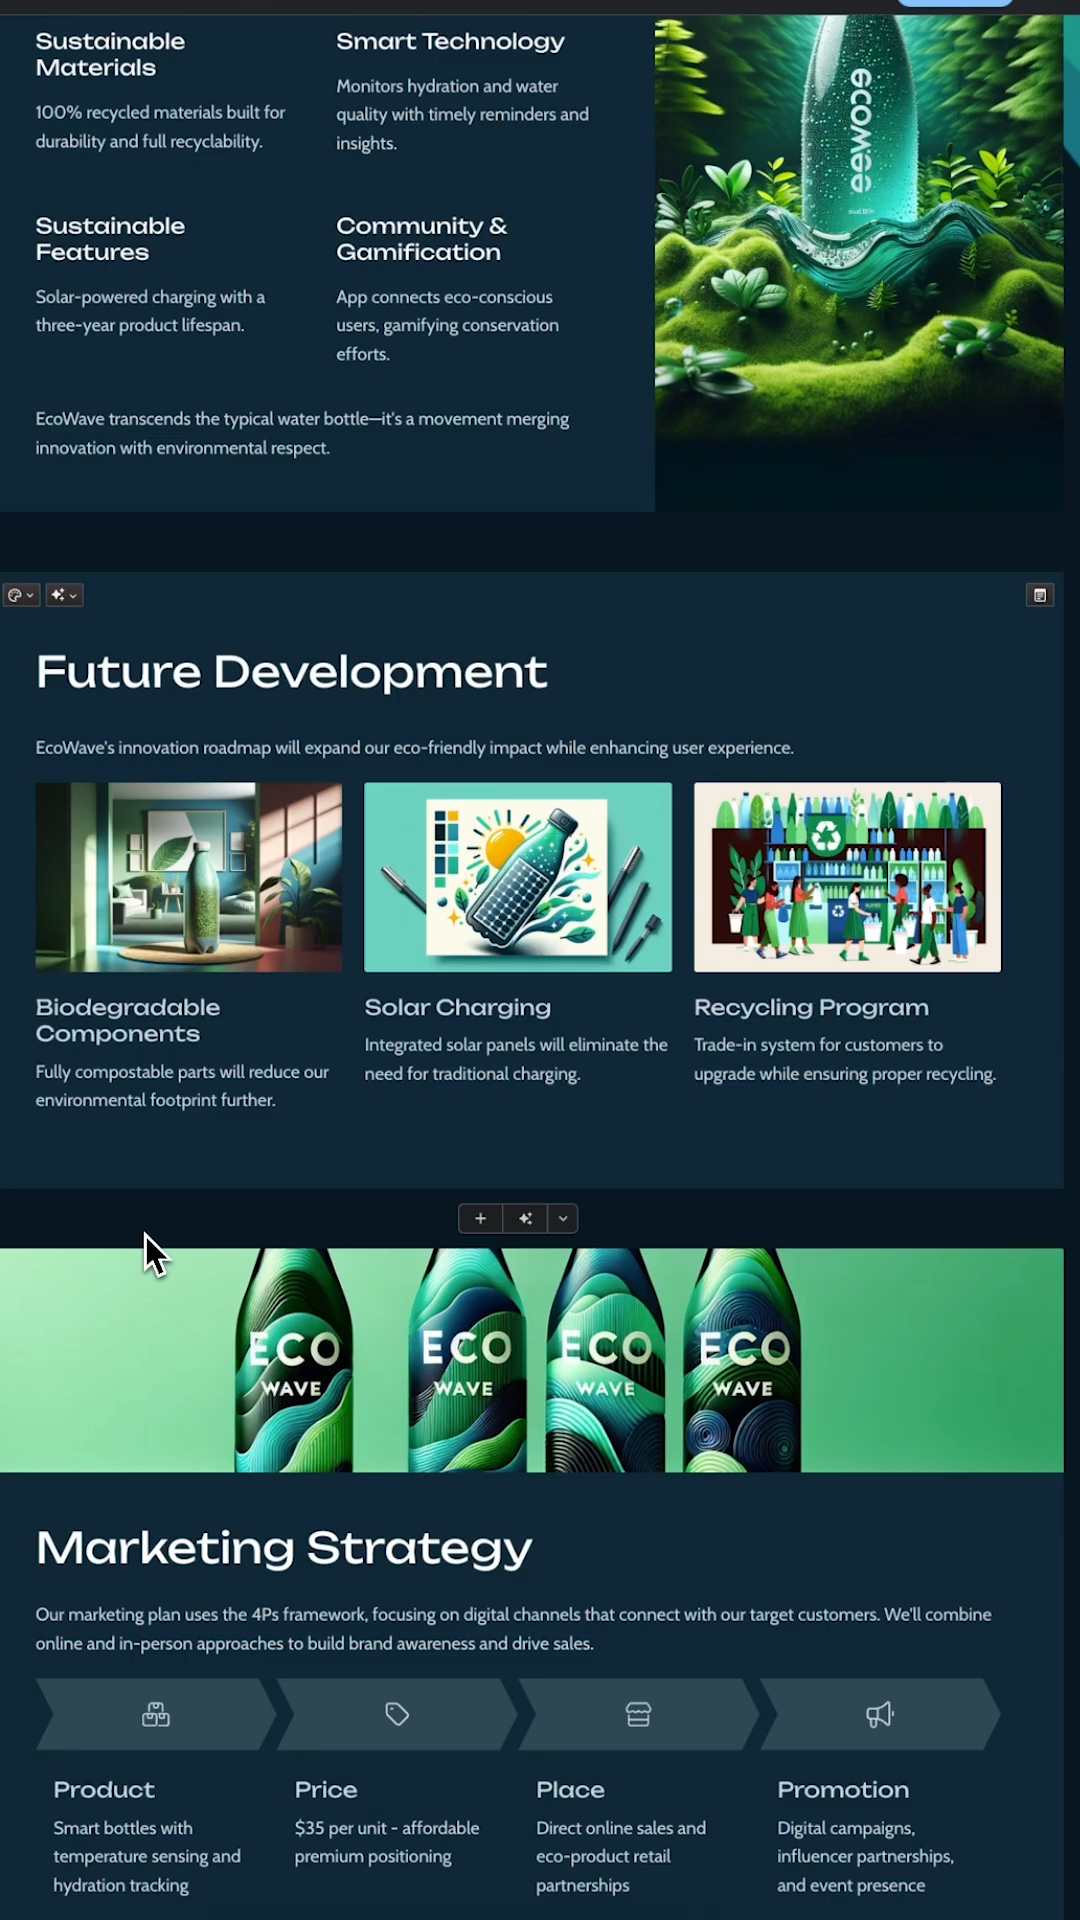 Sustainable
Materials
100% recycled materials built for
durability and full recyclability.
Smart Technology
Monitors hydration and water
quality with timely reminders and
insights.
ecowee
Sustainable
Features
Solar-powered charging with a
three-year product lifespan.
Community &
Gamification
App connects eco-conscious
users, gamifying conservation
efforts.
EcoWave transcends the typical water bottle—it's a movement merging
innovation with environmental respect.
Future Development
EcoWave's innovation roadmap will expand our eco-friendly impact while enhancing user experience.
Biodegradable
Components
Fully compostable parts will reduce our
environmental footprint further.
Solar Charging
Integrated solar panels will eliminate the
need for traditional charging.
Recycling Program
Trade-in system for customers to
upgrade while ensuring proper recycling.
ECO
WAVE
ECO
WAVE
ECO
WAVE
ECO
WAVE
Marketing Strategy
Our marketing plan uses the 4Ps framework, focusing on digital channels that connect with our target customers. We'll combine
online and in-person approaches to build brand awareness and drive sales.
Product
Smart bottles with
temperature sensing and
hydration tracking
Price
$35 per unit - affordable
premium positioning
Place
Direct online sales and
eco-product retail
partnerships
Promotion
Digital campaigns,
influencer partnerships,
and event presence